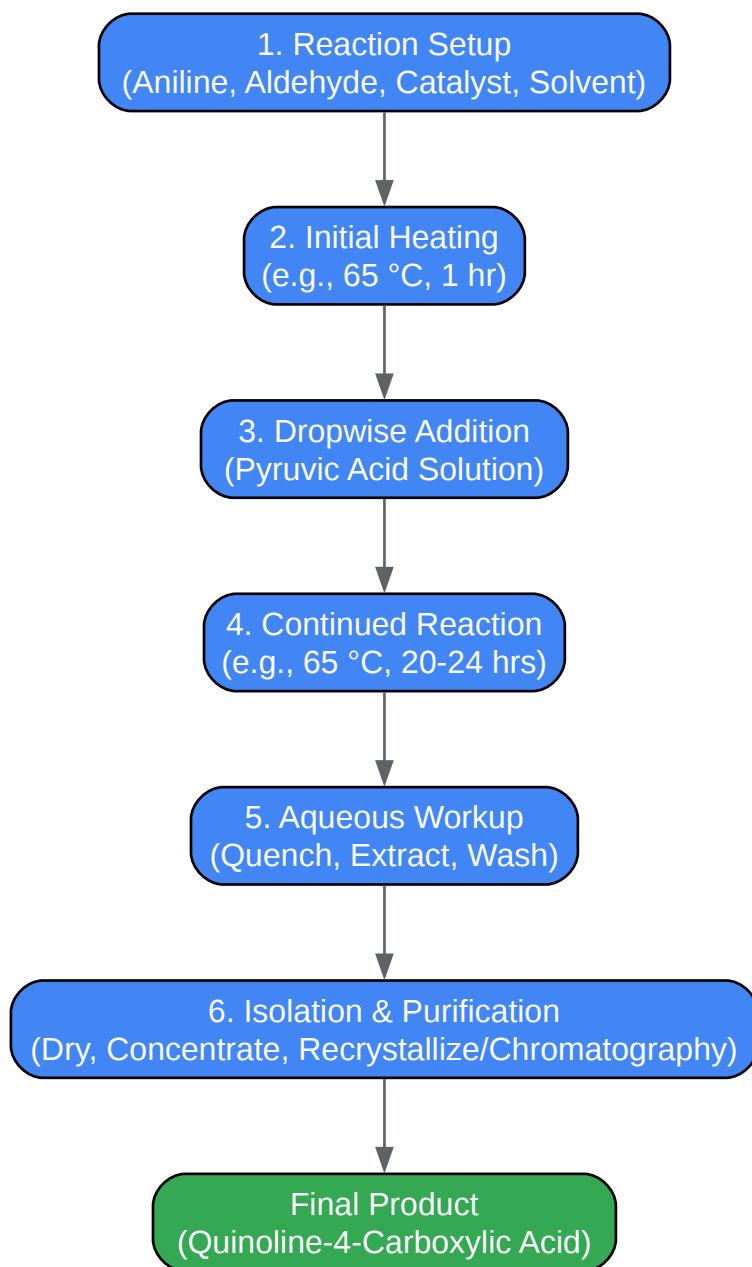 1. Reaction Setup
(Aniline, Aldehyde, Catalyst, Solvent)
2. Initial Heating
(e.g., 65 °C, 1 hr)
3. Dropwise Addition
(Pyruvic Acid Solution)
4. Continued Reaction
(e.g., 65 °C, 20-24 hrs)
5. Aqueous Workup
(Quench, Extract, Wash)
6. Isolation & Purification
(Dry, Concentrate, Recrystallize/Chromatography)
Final Product
(Quinoline-4-Carboxylic Acid)